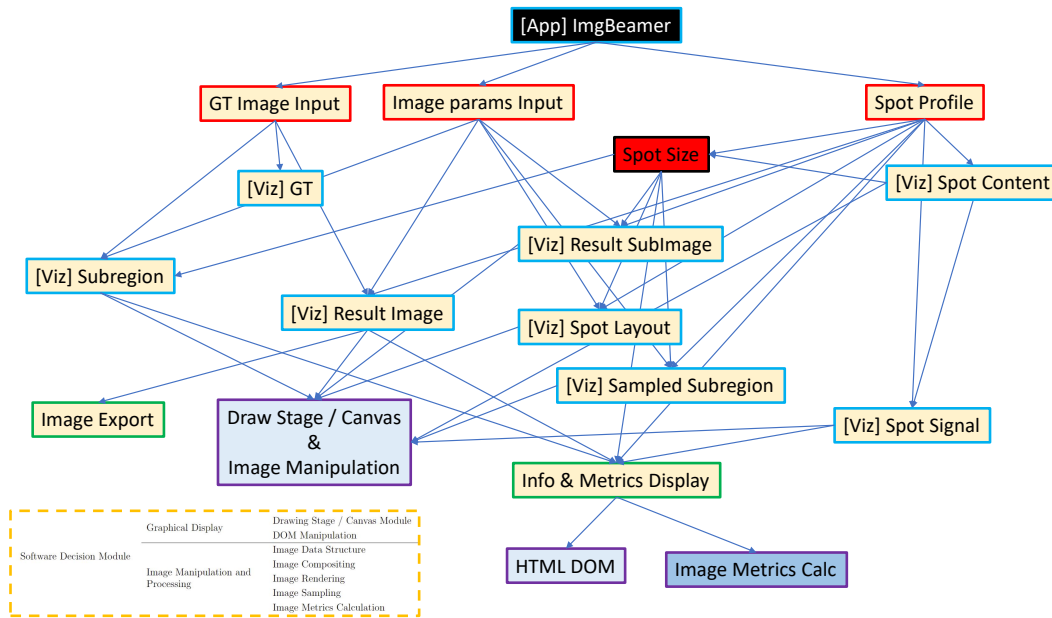 [App] ImgBeamer
GT Image Input
Image params Input
Spot Profile
Spot Size
[Viz] GT
[Viz] Spot Content
[Viz] Result SubImage
[Viz] Subregion
[Viz] Result Image
[Viz] Spot Layout
[Viz] Sampled Subregion
Image Export
Draw Stage / Canvas
&
Image Manipulation
[Viz] Spot Signal
Info & Metrics Display
HTML DOM
Image Metrics Calc
Software Decision Module
Graphical Display
Drawing Stage / Canvas Module
DOM Manipulation
Image Manipulation and
Processing
Image Data Structure
Image Compositing
Image Rendering
Image Sampling
Image Metrics Calculation